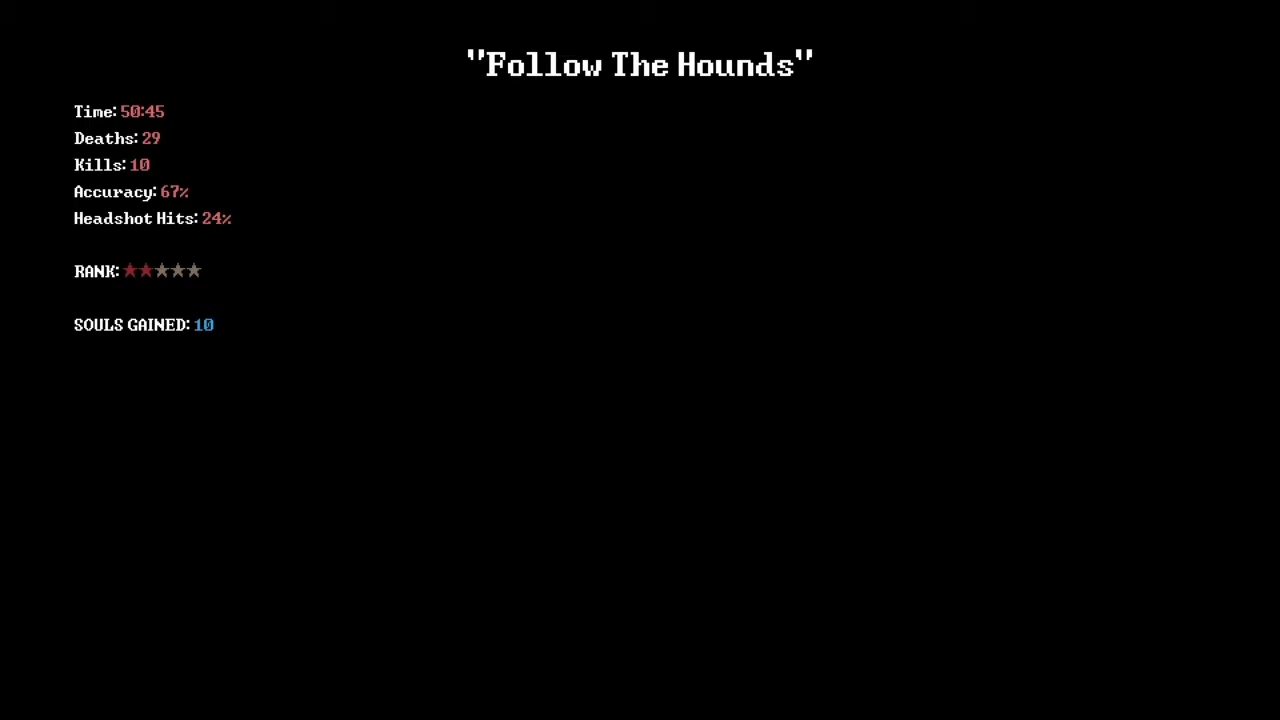 "Follow The Hounds"
Time: 50:45
Deaths: 29
Kills: 10
Accuracy: 67%
Headshot Hits: 24%
RANK: ★★★★★
SOULS GAINED: 10